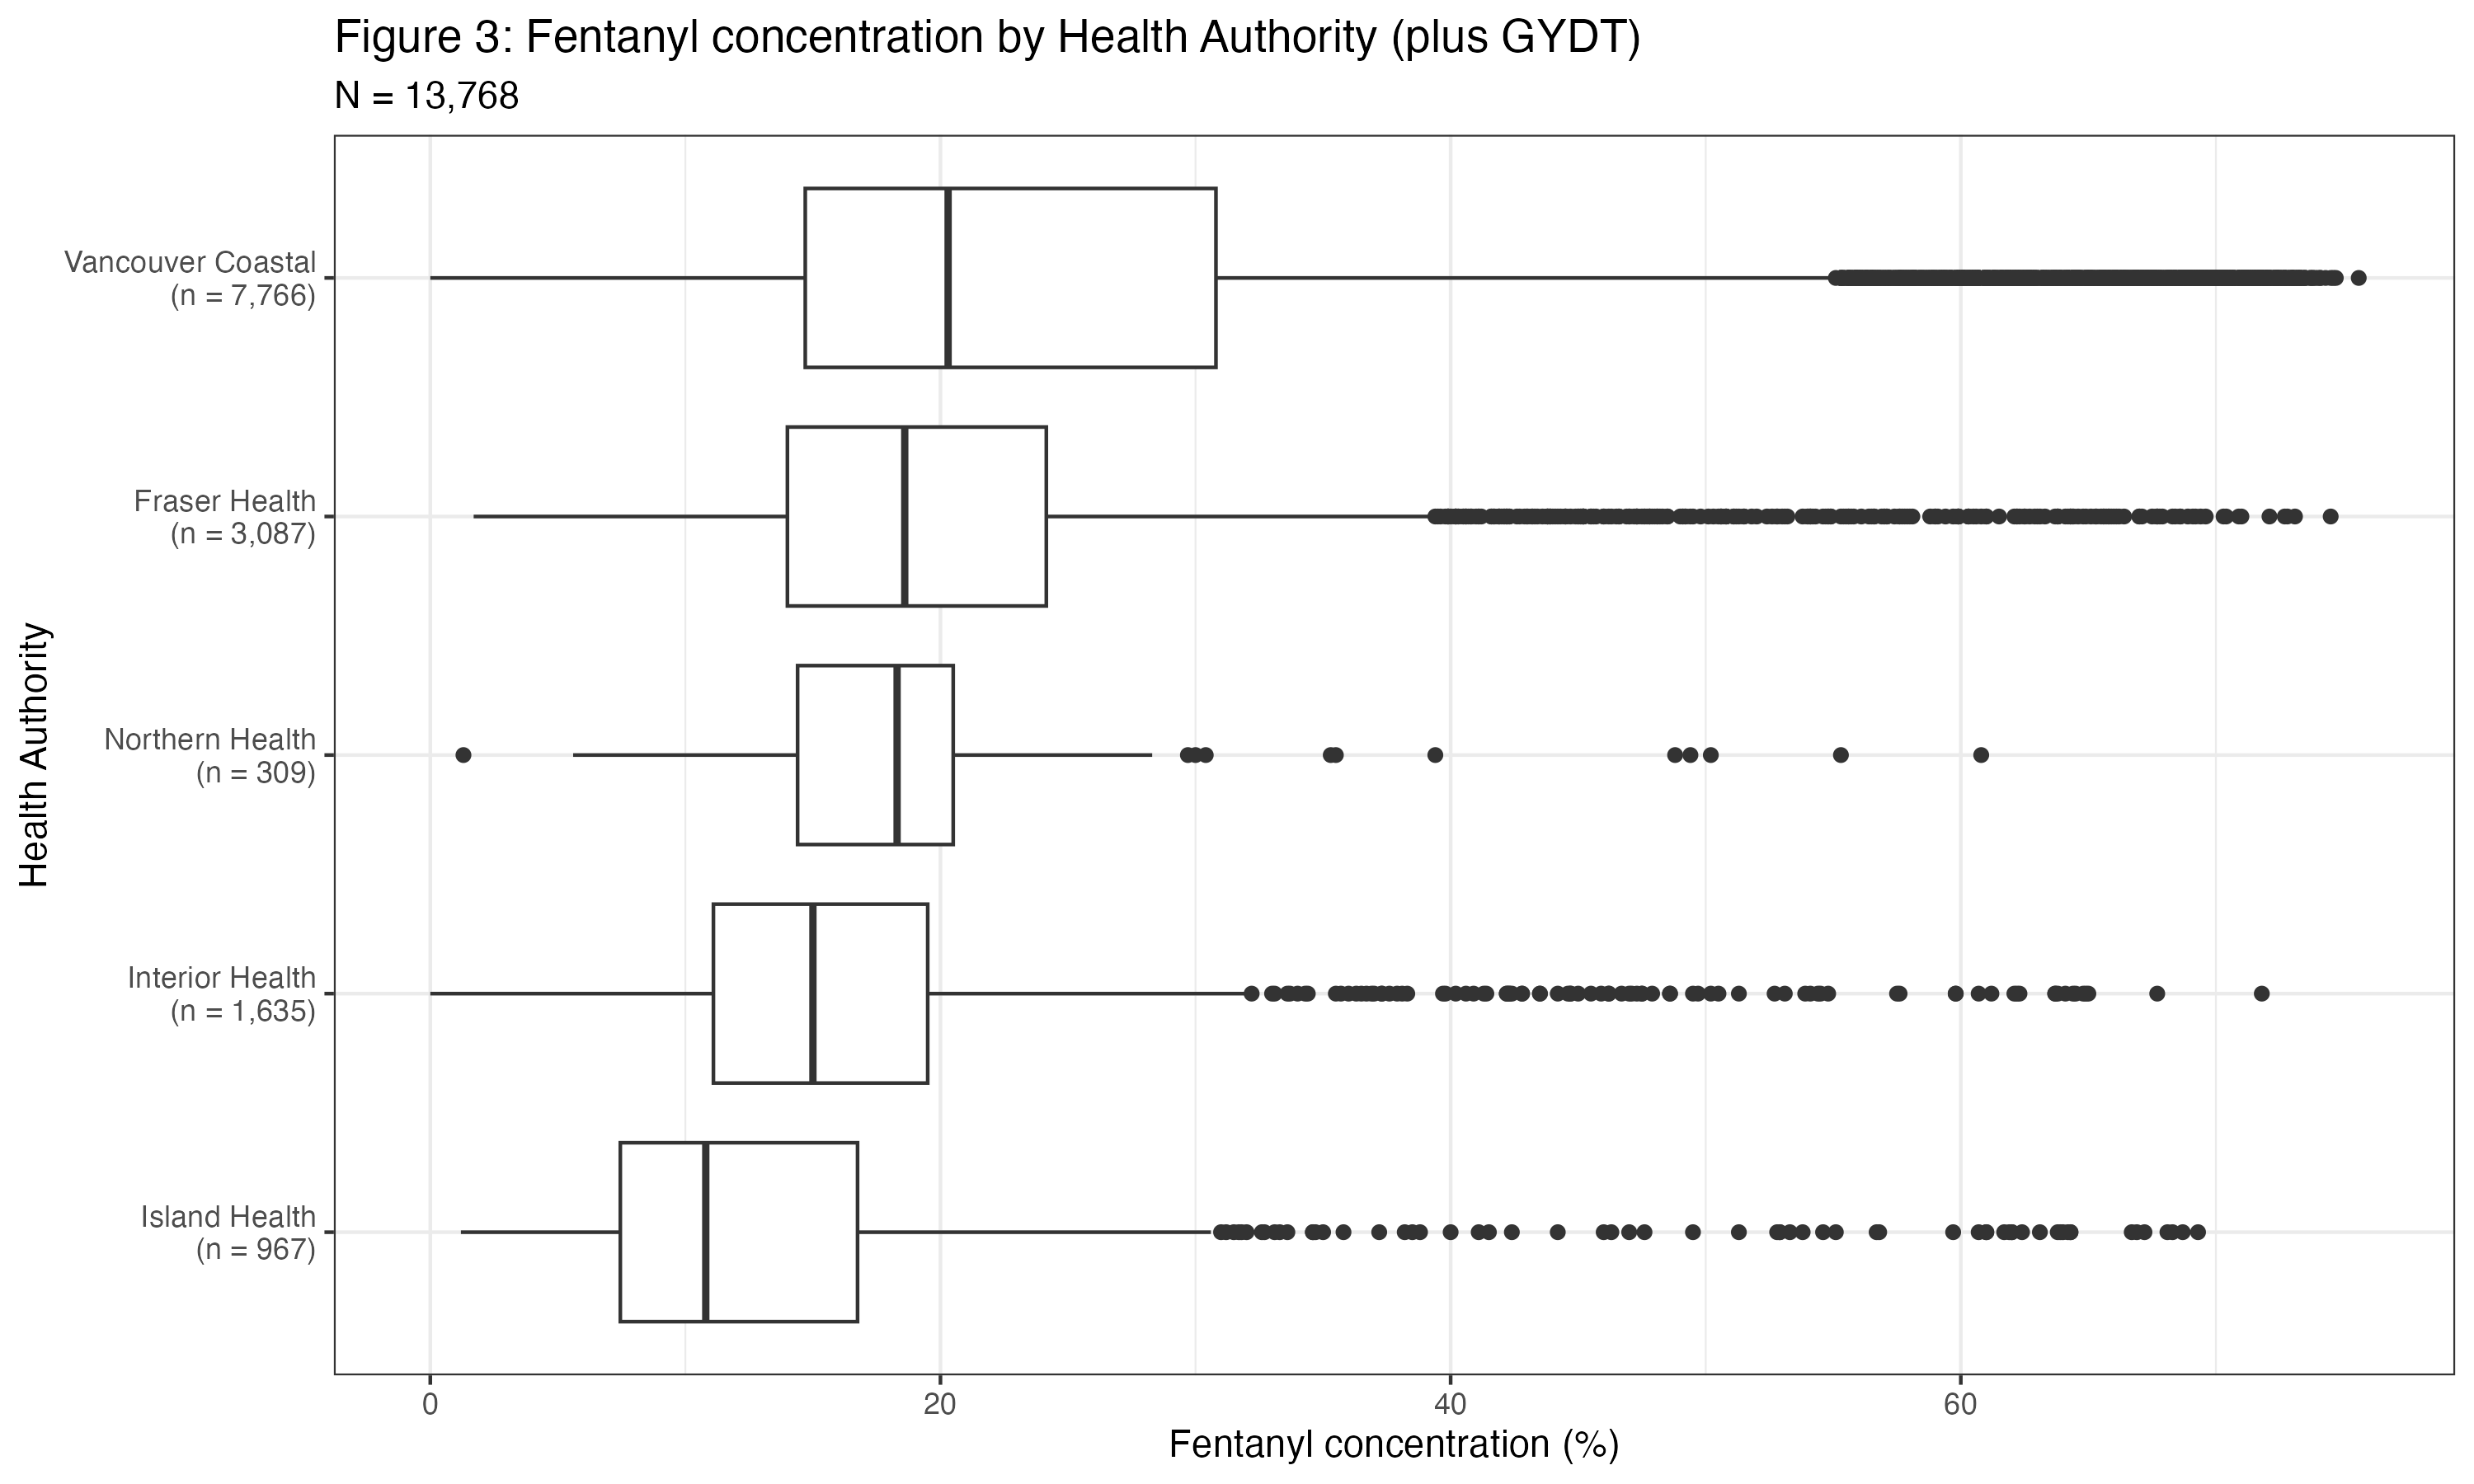 Figure 3: Fentanyl concentration by Health Authority (plus GYDT)
N = 13,768
Health Authority
Vancouver Coastal
(n = 7,766)
Fraser Health
(n = 3,087)
Northern Health
(n = 309)
Interior Health
(n = 1,635)
Island Health
(n = 967)
0 20 40 60
Fentanyl concentration (%)